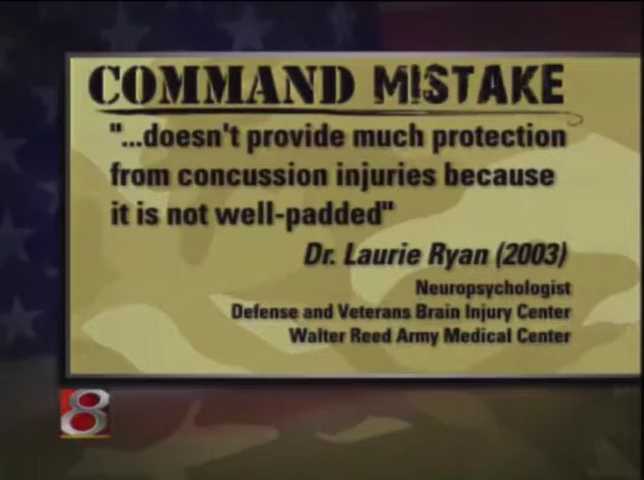 COMMAND MISTAKE
"...doesn't provide much protection
from concussion injuries because
it is not well-padded"
Dr. Laurie Ryan (2003)
Neuropsychologist
Defense and Veterans Brain Injury Center
Walter Reed Army Medical Center
8